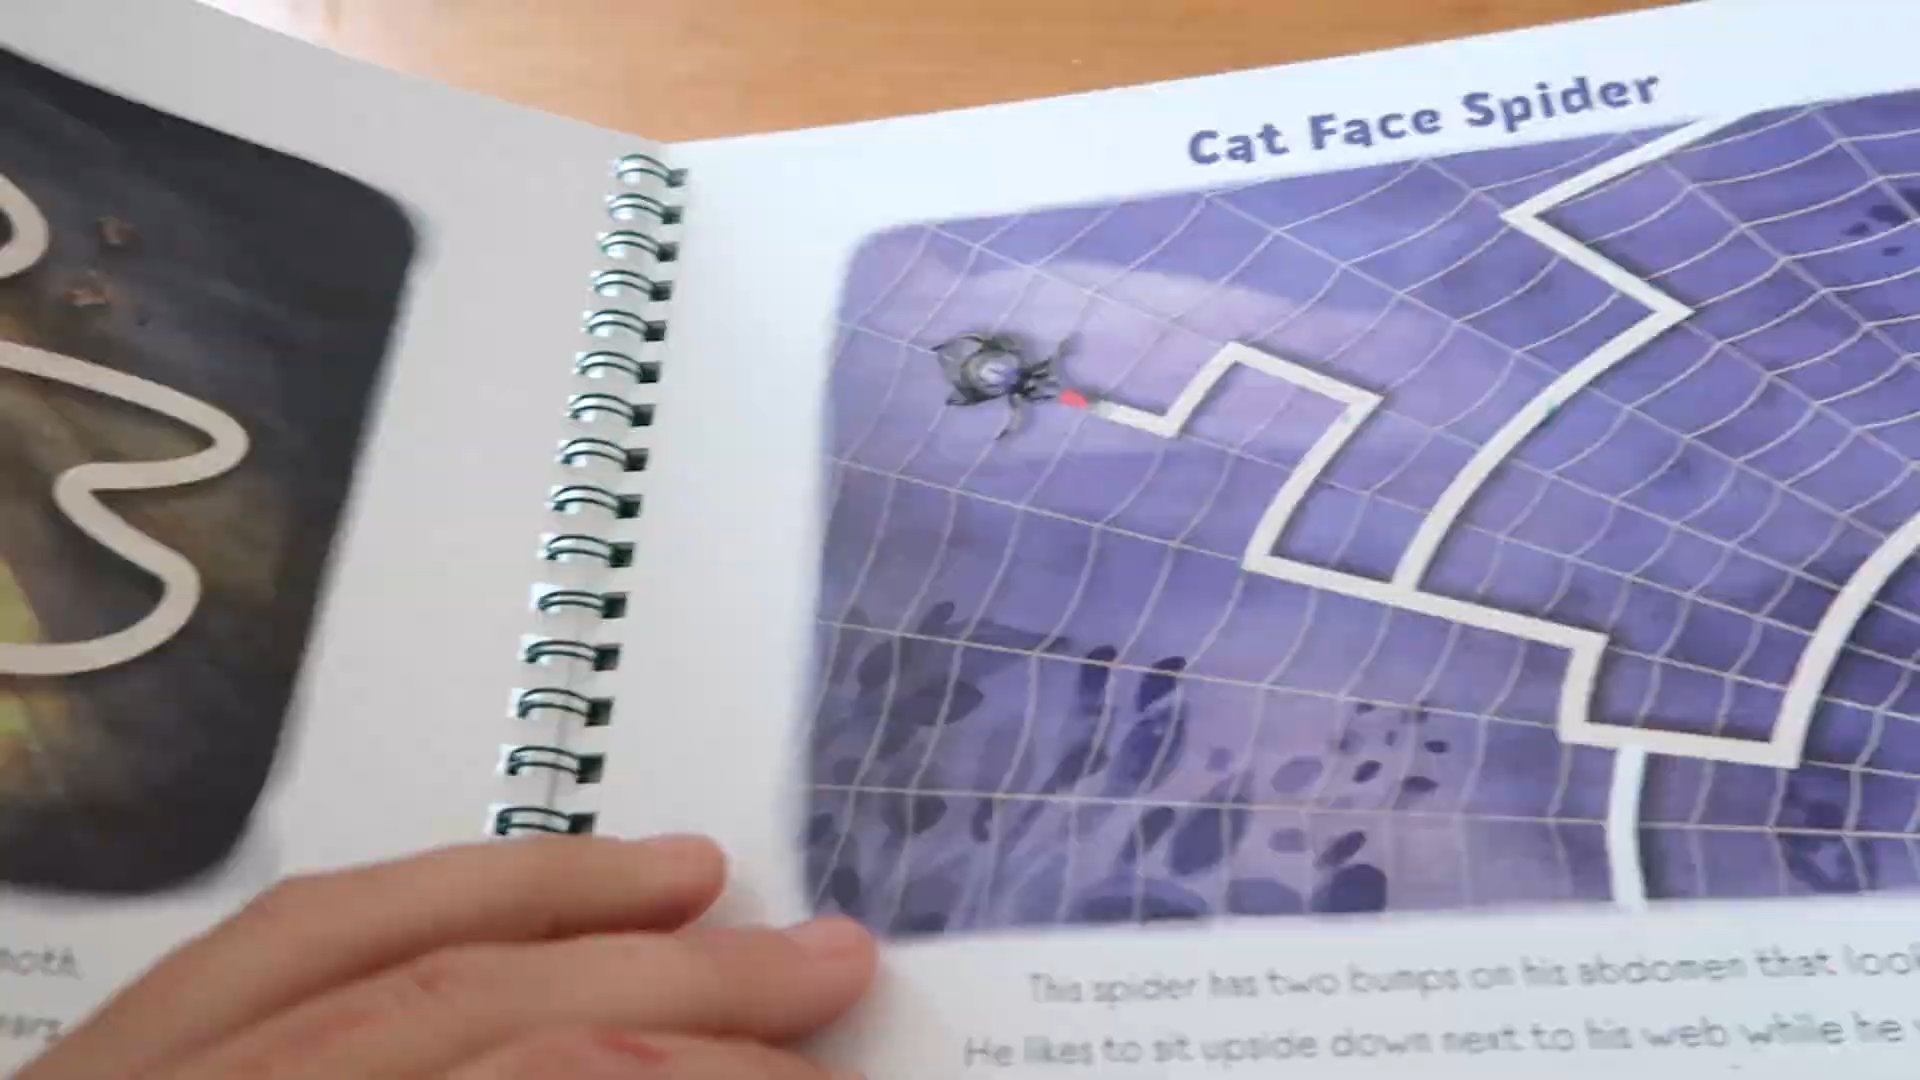 Cat Face Spider
moth
This spider has two bumps on his abdomen that
He likes to sit upside down next to his web while he